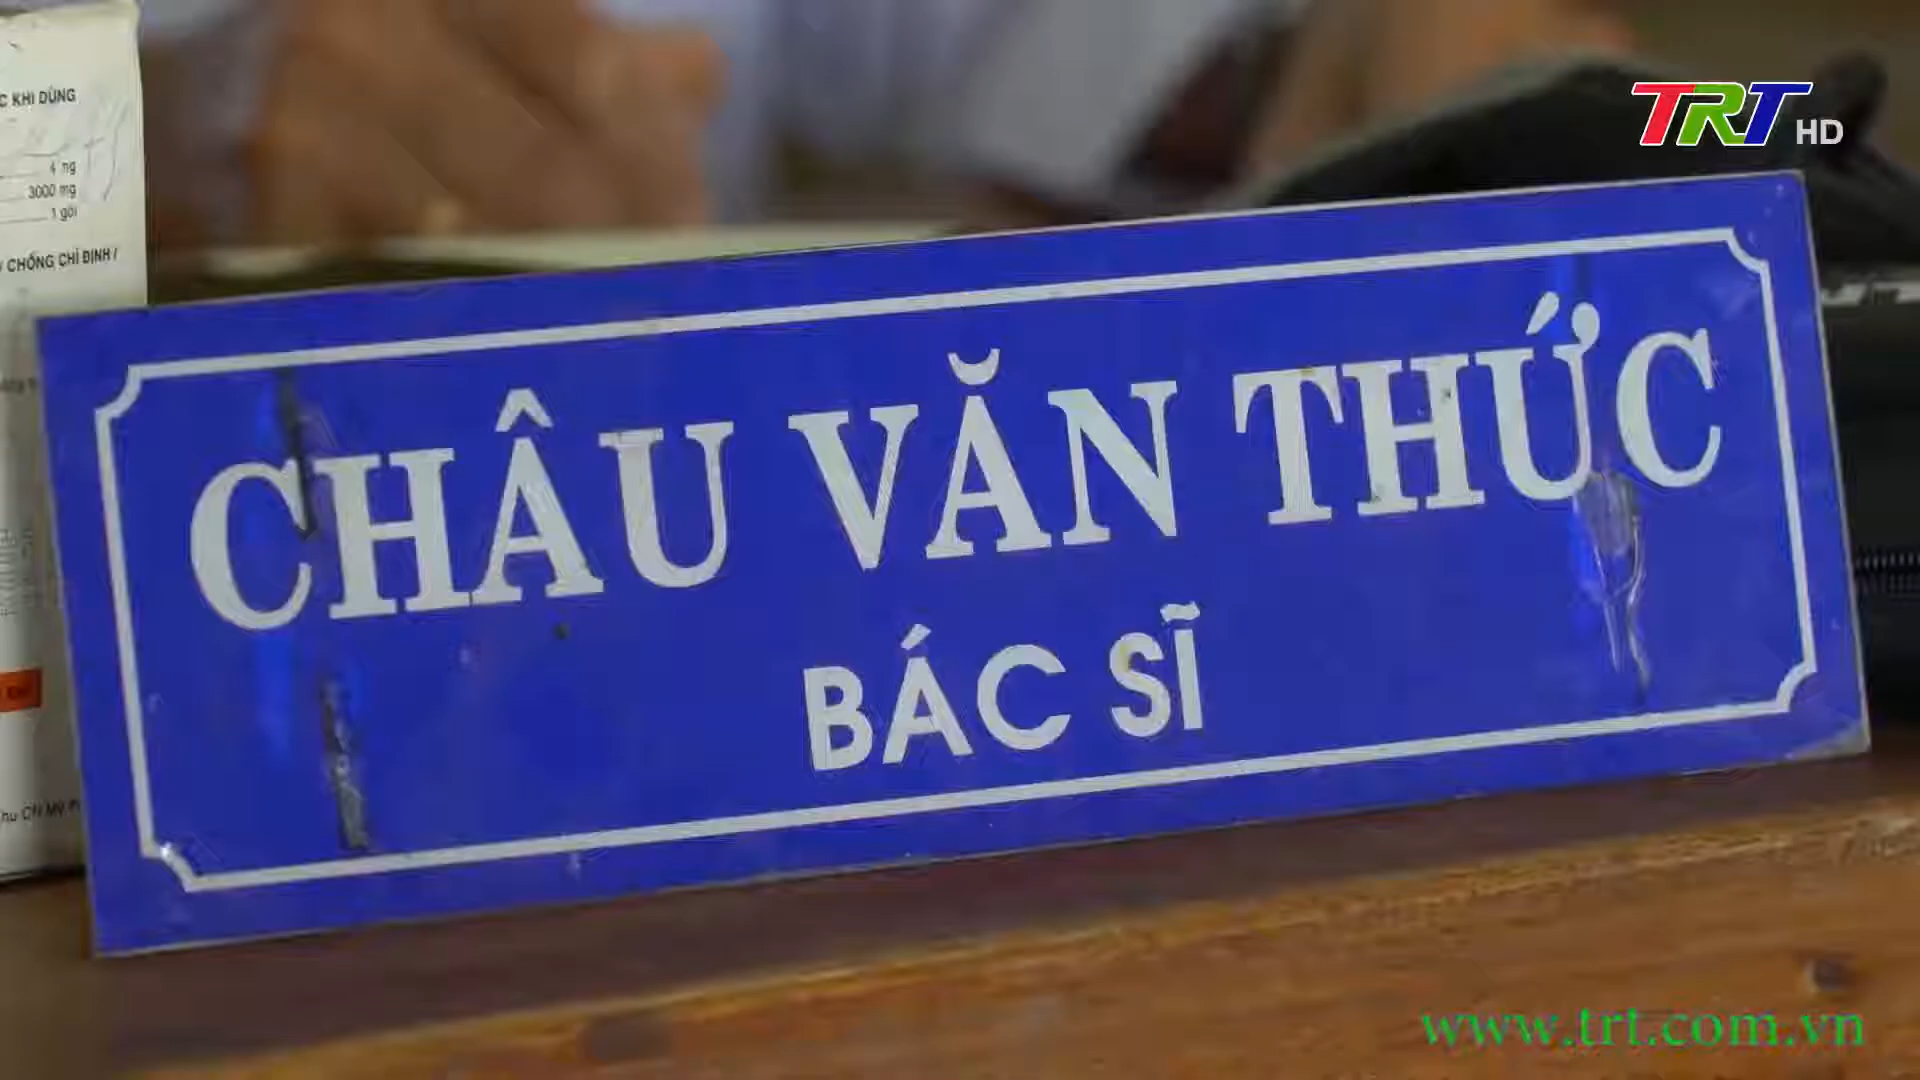 TRT HD
C KHI DÙNG
3000 mg
1 gói
CHỐNG CHỈ ĐỊNH /
CHÂU VĂN THỨC
BÁC SĨ
www.trt.com.vn